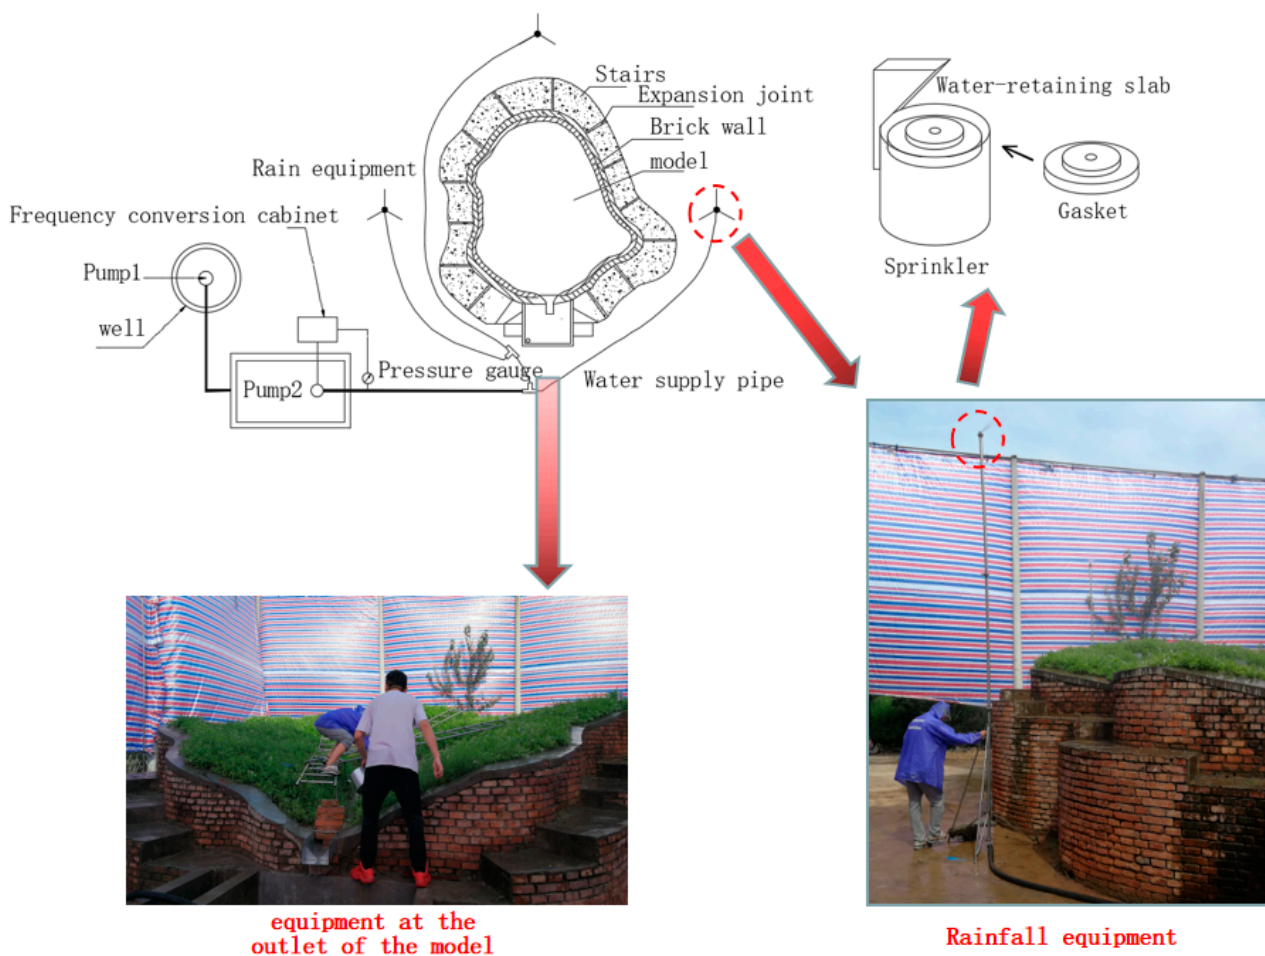 Stairs
Expansion joint
Brick wall
model
Rain equipment
Frequency conversion cabinet
Pump1
well
Pump2
Pressure gauge
Water supply pipe
Water-retaining slab
Gasket
Sprinkler
equipment at the
outlet of the model
Rainfall equipment